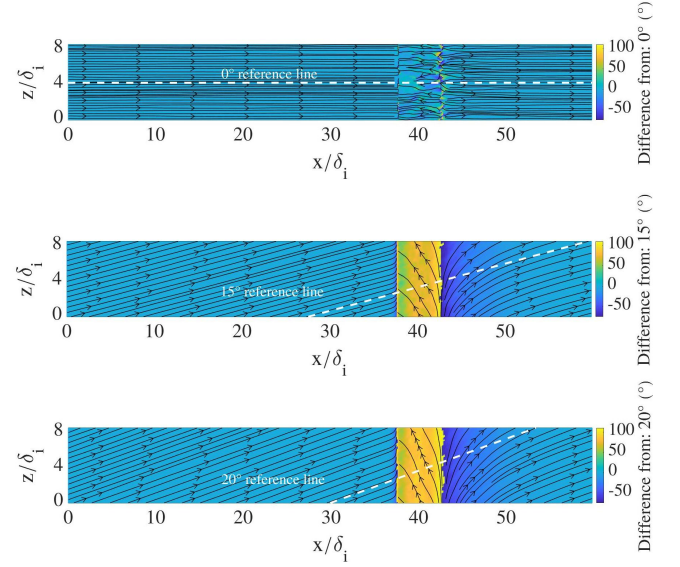 8
4
0
z/δi
0° reference line
0 10 20 30 40 50
x/δi
100
50
0
-50
Difference from: 0° (°)
8
4
0
z/δi
15° reference line
0 10 20 30 40 50
x/δi
100
50
0
-50
Difference from: 15° (°)
8
4
0
z/δi
20° reference line
0 10 20 30 40 50
x/δi
100
50
0
-50
Difference from: 20° (°)